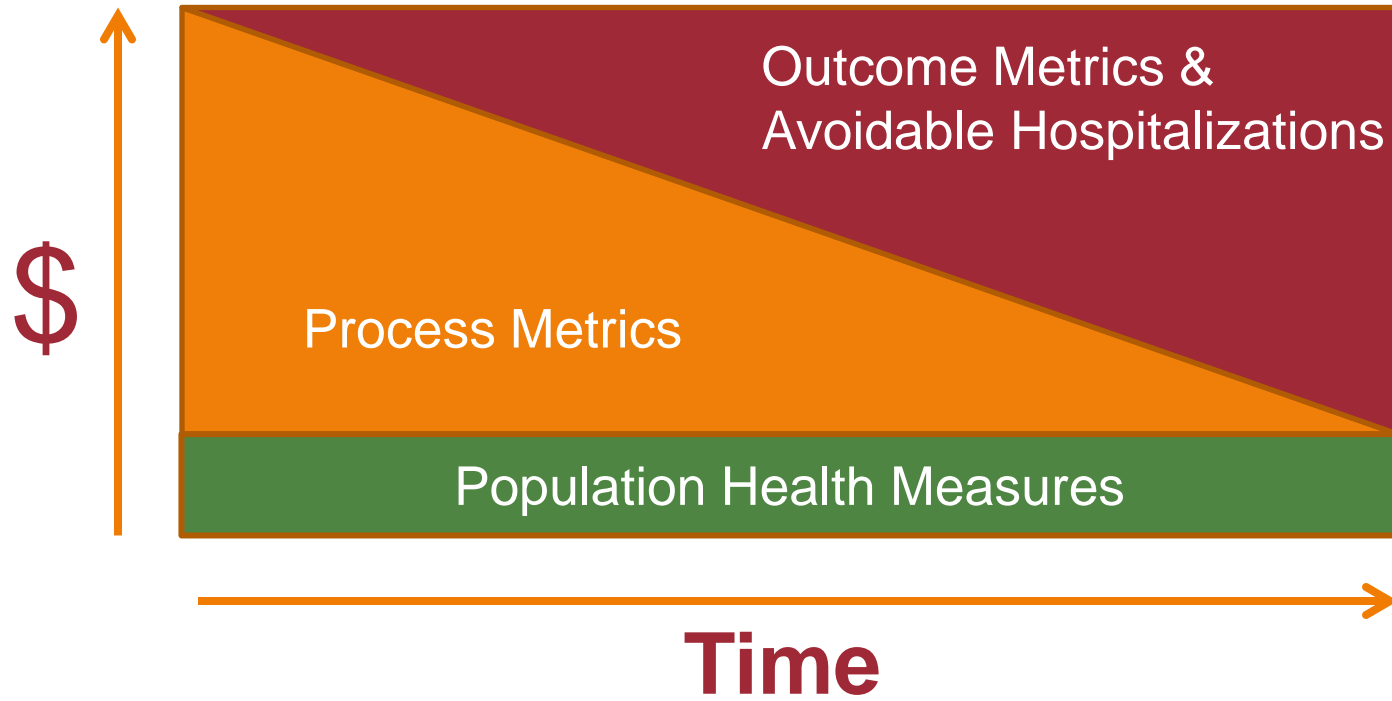 Outcome Metrics &
Avoidable Hospitalizations
$
Process Metrics
Population Health Measures
Time